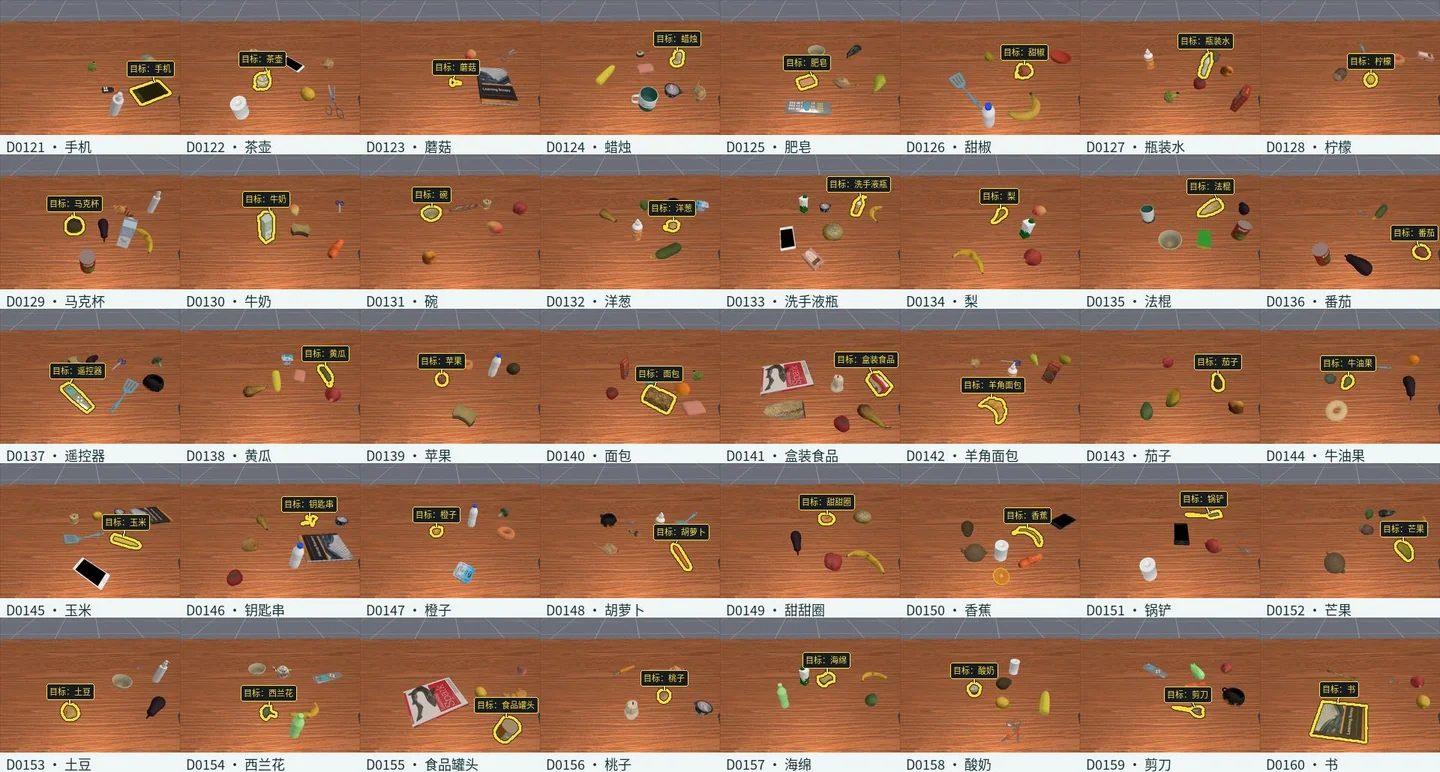 目标：手机
目标：茶壶
目标：蘑菇
目标：蜡烛
目标：肥皂
目标：甜椒
目标：瓶装水
目标：柠檬
D0121 · 手机
D0122 · 茶壶
D0123 · 蘑菇
D0124 · 蜡烛
D0125 · 肥皂
D0126 · 甜椒
D0127 · 瓶装水
D0128 · 柠檬
目标：马克杯
目标：牛奶
目标：碗
目标：洋葱
目标：洗手液瓶
目标：梨
目标：法棍
目标：番茄
D0129 · 马克杯
D0130 · 牛奶
D0131 · 碗
D0132 · 洋葱
D0133 · 洗手液瓶
D0134 · 梨
D0135 · 法棍
D0136 · 番茄
目标：遥控器
目标：黄瓜
目标：苹果
目标：面包
目标：盒装食品
目标：羊角面包
目标：茄子
目标：牛油果
D0137 · 遥控器
D0138 · 黄瓜
D0139 · 苹果
D0140 · 面包
D0141 · 盒装食品
D0142 · 羊角面包
D0143 · 茄子
D0144 · 牛油果
目标：玉米
目标：钥匙串
目标：橙子
目标：胡萝卜
目标：甜甜圈
目标：香蕉
目标：锅铲
目标：芒果
D0145 · 玉米
D0146 · 钥匙串
D0147 · 橙子
D0148 · 胡萝卜
D0149 · 甜甜圈
D0150 · 香蕉
D0151 · 锅铲
D0152 · 芒果
目标：土豆
目标：西兰花
目标：食品罐头
目标：桃子
目标：海绵
目标：酸奶
目标：剪刀
目标：书
D0153 · 土豆
D0154 · 西兰花
D0155 · 食品罐头
D0156 · 桃子
D0157 · 海绵
D0158 · 酸奶
D0159 · 剪刀
D0160 · 书